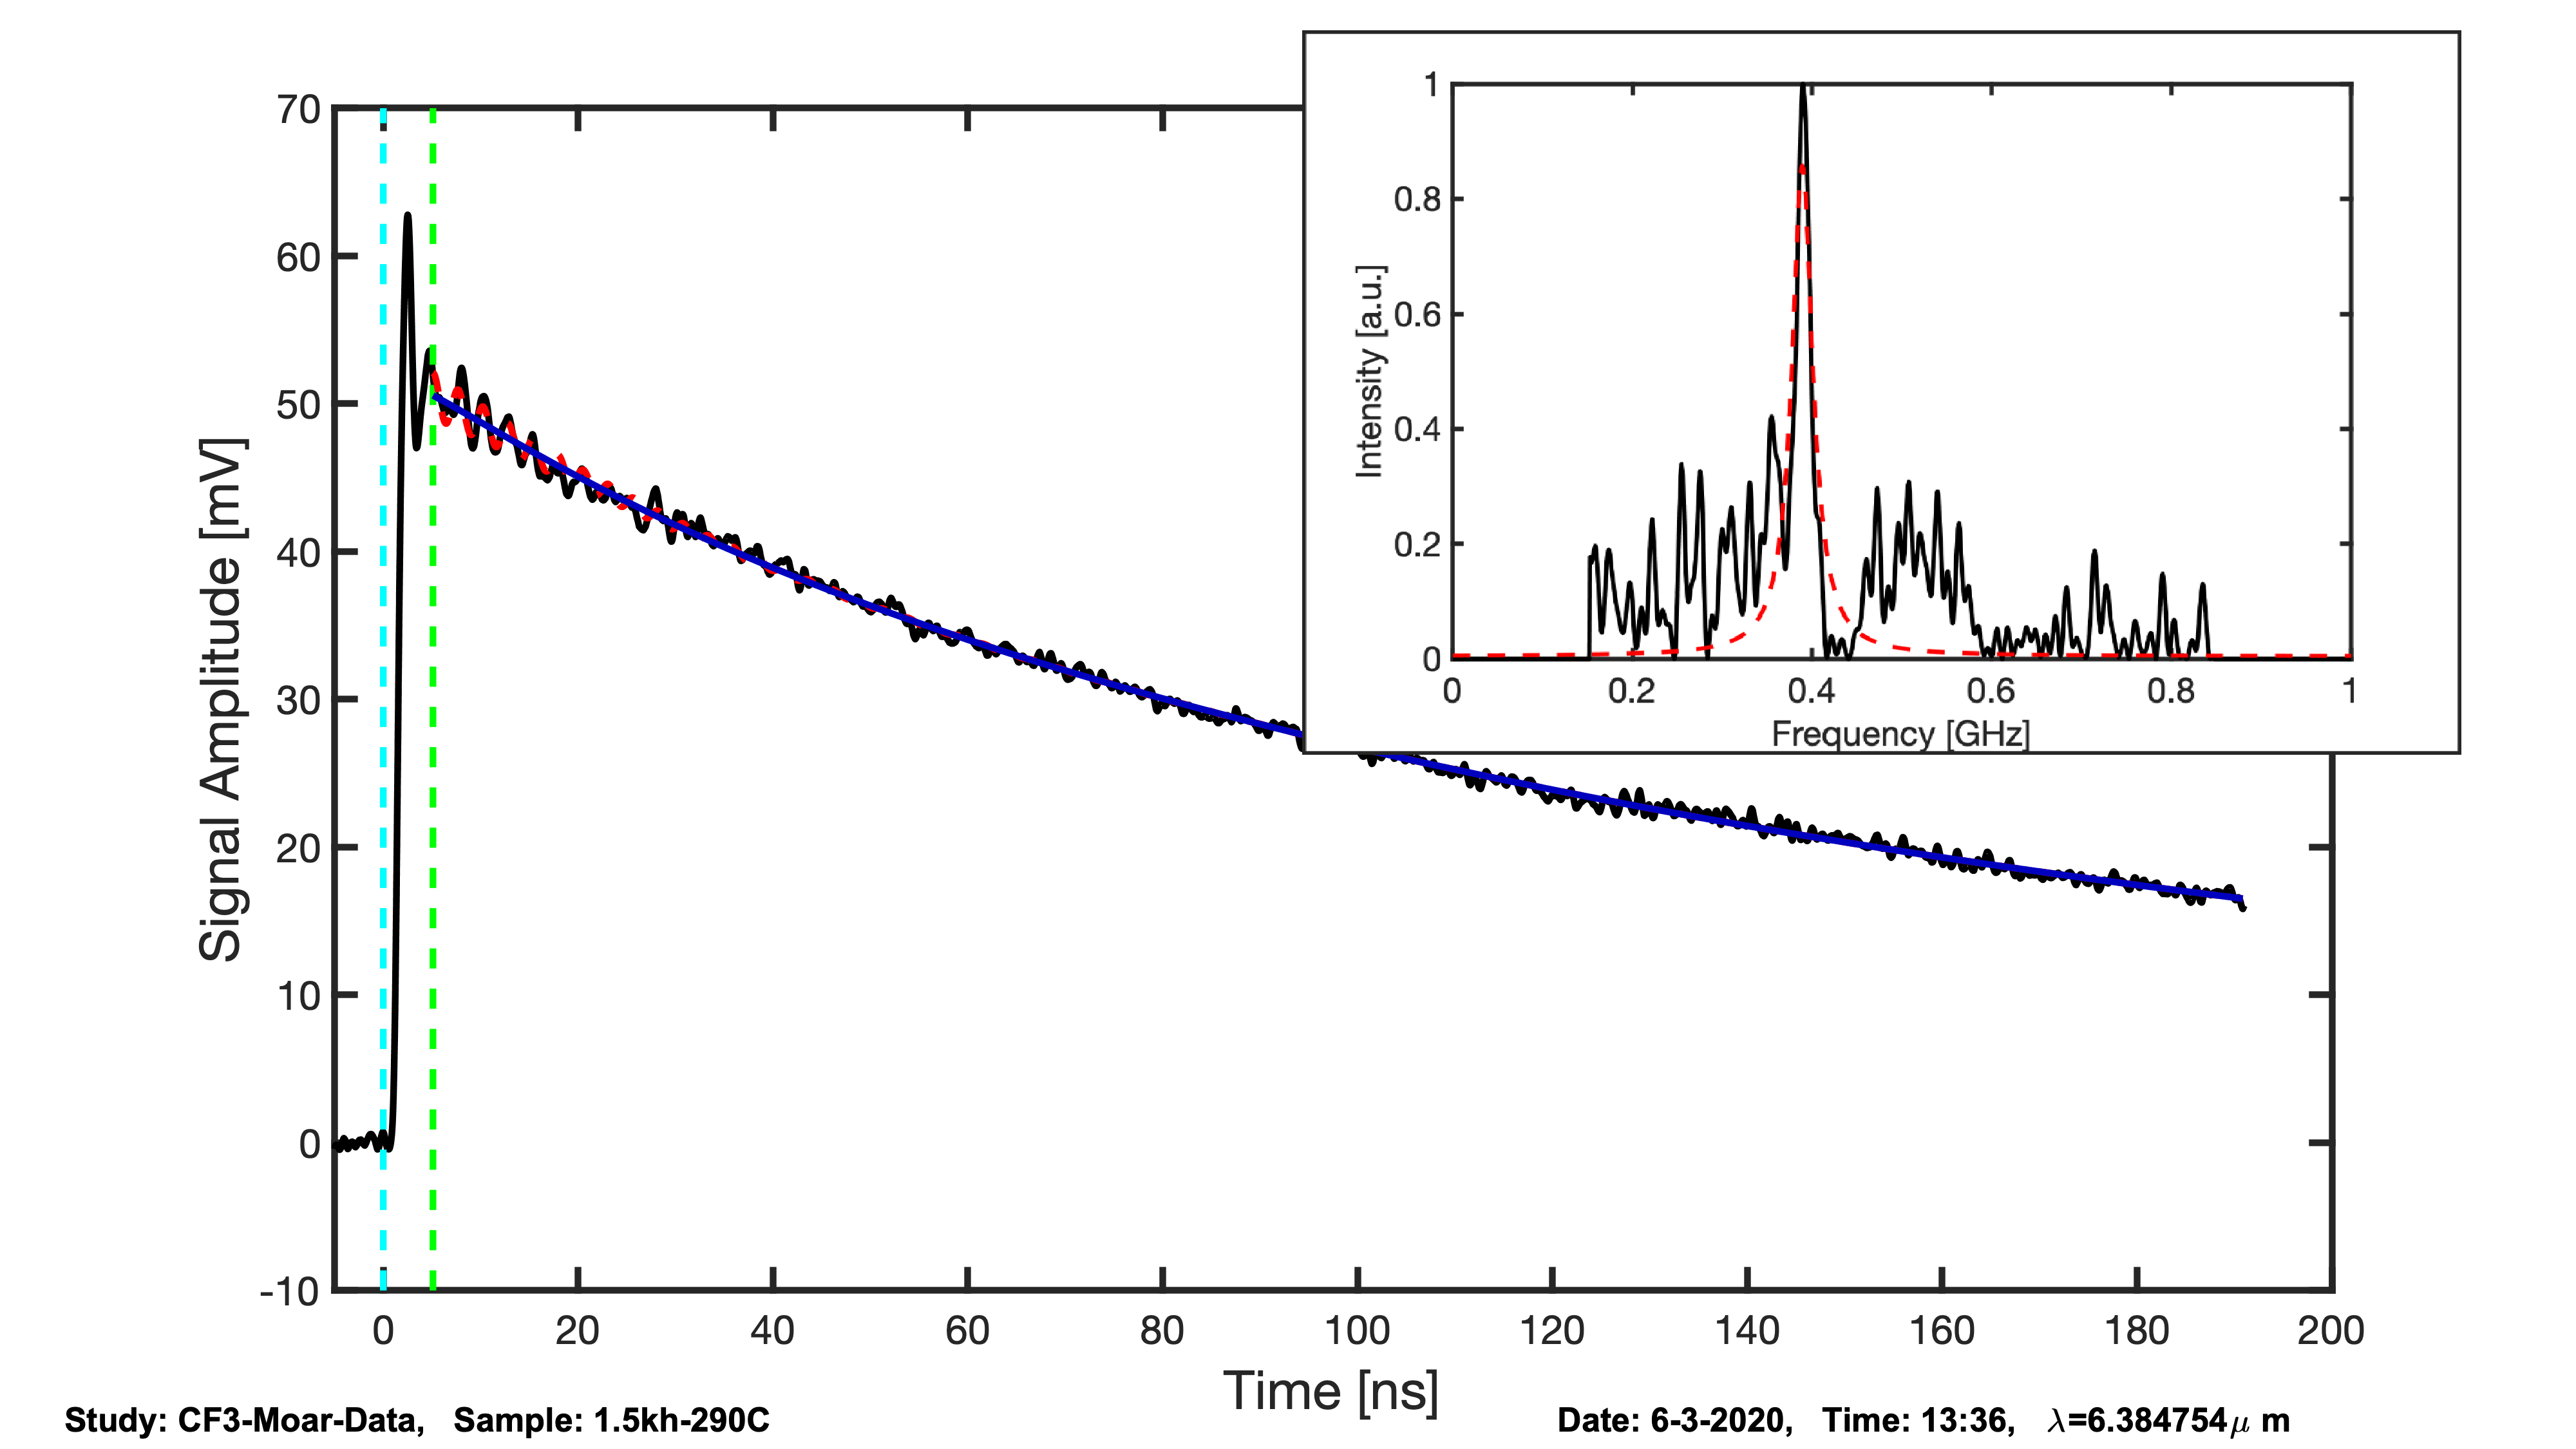 1
0.8
0.6
0.4
0.2
0
Intensity [a.u.]
0 0.2 0.4 0.6 0.8 1
Frequency [GHz]
70
60
50
40
30
20
10
0
-10
Signal Amplitude [mV]
0 20 40 60 80 100 120 140 160 180 200
Time [ns]
Study: CF3-Moar-Data, Sample: 1.5kh-290C
Date: 6-3-2020, Time: 13:36, λ=6.384754μ m